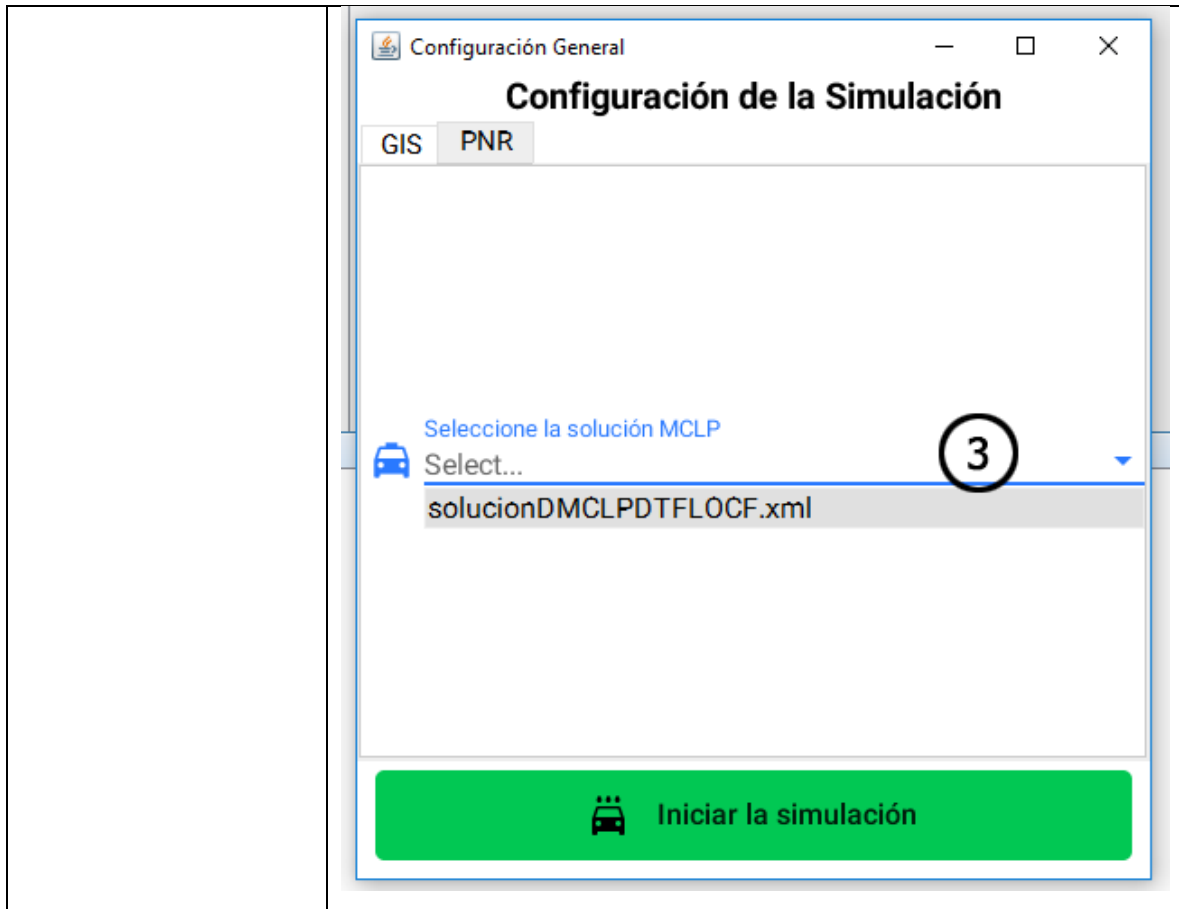 Configuración General
Configuración de la Simulación
GIS PNR
Seleccione la solución MCLP
Select...
3
solucionDMCLPDTFLOCF.xml
Iniciar la simulación